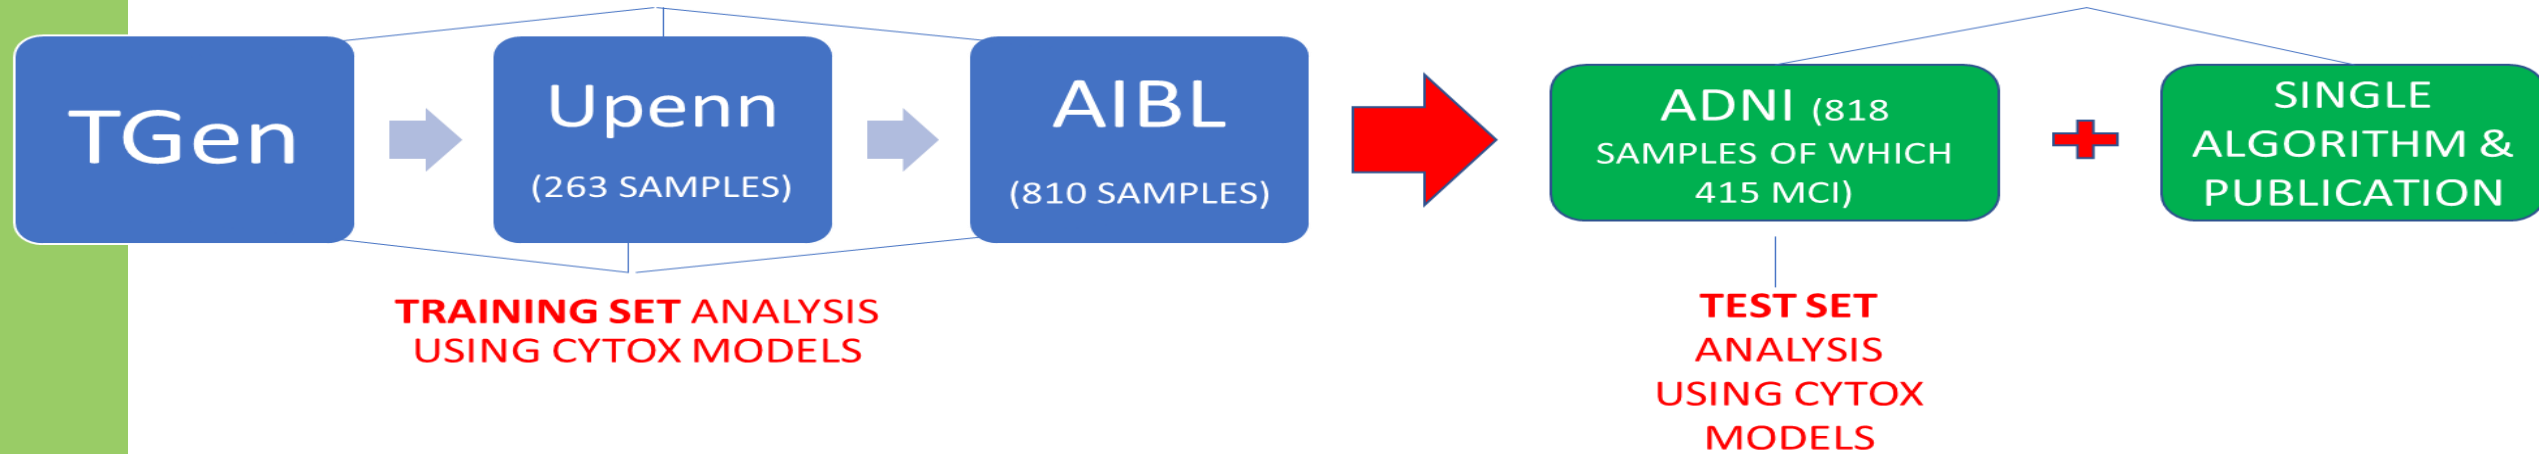 TGen
Upenn
(263 SAMPLES)
AIBL
(810 SAMPLES)
ADNI (818
SAMPLES OF WHICH
415 MCI)
SINGLE
ALGORITHM &
PUBLICATION
TRAINING SET ANALYSIS
USING CYTOX MODELS
TEST SET
ANALYSIS
USING CYTOX
MODELS